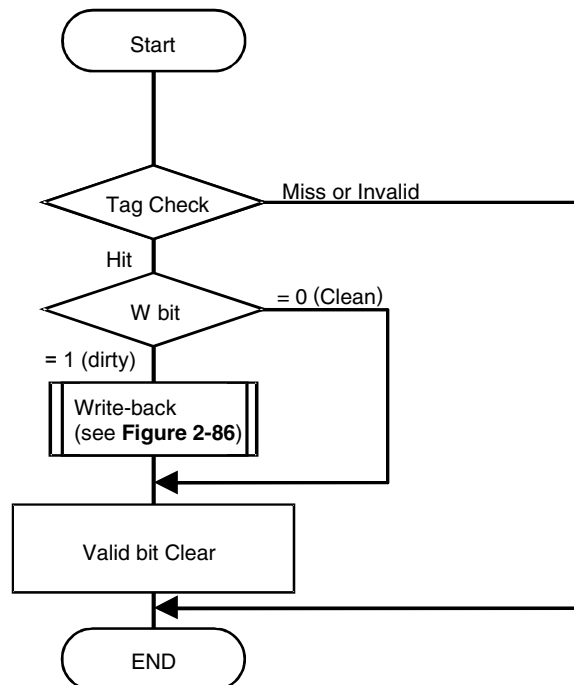 Start
Tag Check
Miss or Invalid
Hit
W bit
= 0 (Clean)
= 1 (dirty)
Write-back
(see Figure 2-86)
Valid bit Clear
END